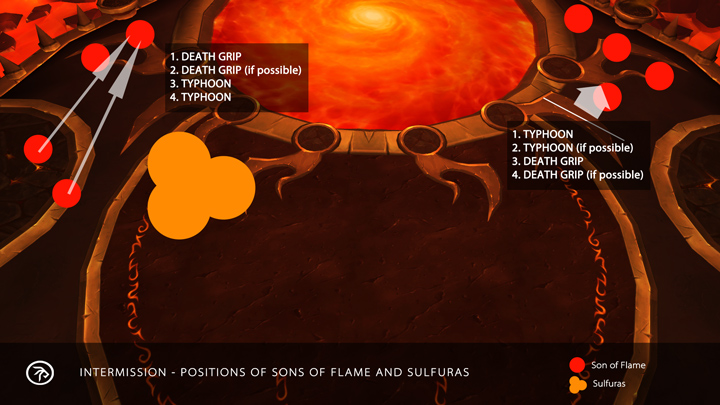 1. DEATH GRIP
2. DEATH GRIP (if possible)
3. TYPHOON
4. TYPHOON
1. TYPHOON
2. TYPHOON (if possible)
3. DEATH GRIP
4. DEATH GRIP (if possible)
INTERMISSION - POSITIONS OF SONS OF FLAME AND SULFURAS
Son of Flame
Sulfuras